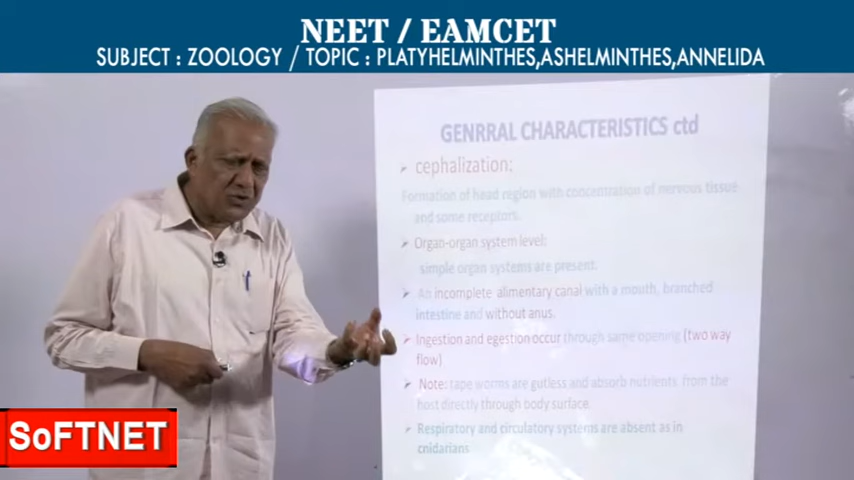 NEET / EAMCET
SUBJECT : ZOOLOGY / TOPIC : PLATYHELMINTHES,ASHELMINTHES,ANNELIDA
GENRRAL CHARACTERISTICS ctd
➤ cephalization:
Formation of head region with concentration of nervous tissue
and some receptors.
➤ Organ-organ system level:
simple organ systems are present.
➤ An incomplete alimentary canal with a mouth, branched
intestine and without anus.
➤ Ingestion and egestion occur through same opening (two way
flow)
➤ Note: tape worms are gutless and absorb nutrients from the
host directly through body surface.
➤ Respiratory and circulatory systems are absent as in
cnidarians
SoFTNET